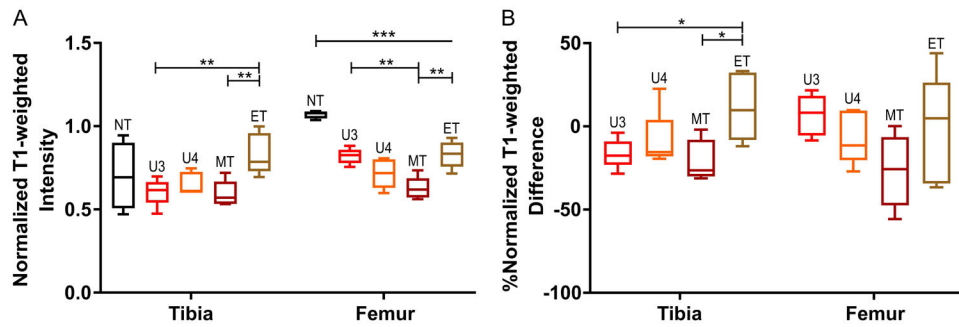 A
Normalized T1-weighted
Intensity
1.5
1.0
0.5
0.0
NT
U3
U4
MT
ET
**
**
NT
U3
U4
MT
ET
***
**
**
Tibia
Femur
B
%Normalized T1-weighted
Difference
50
0
-50
-100
U3
U4
MT
ET
*
*
U3
U4
MT
ET
Tibia
Femur